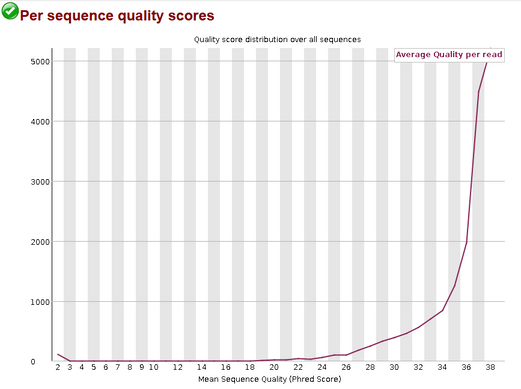 Per sequence quality scores
Quality score distribution over all sequences
Average Quality per read
5000
4000
3000
2000
1000
0
2 3 4 5 6 7 8 9 10 12 14 16 18 20 22 24 26 28 30 32 34 36 38
Mean Sequence Quality (Phred Score)